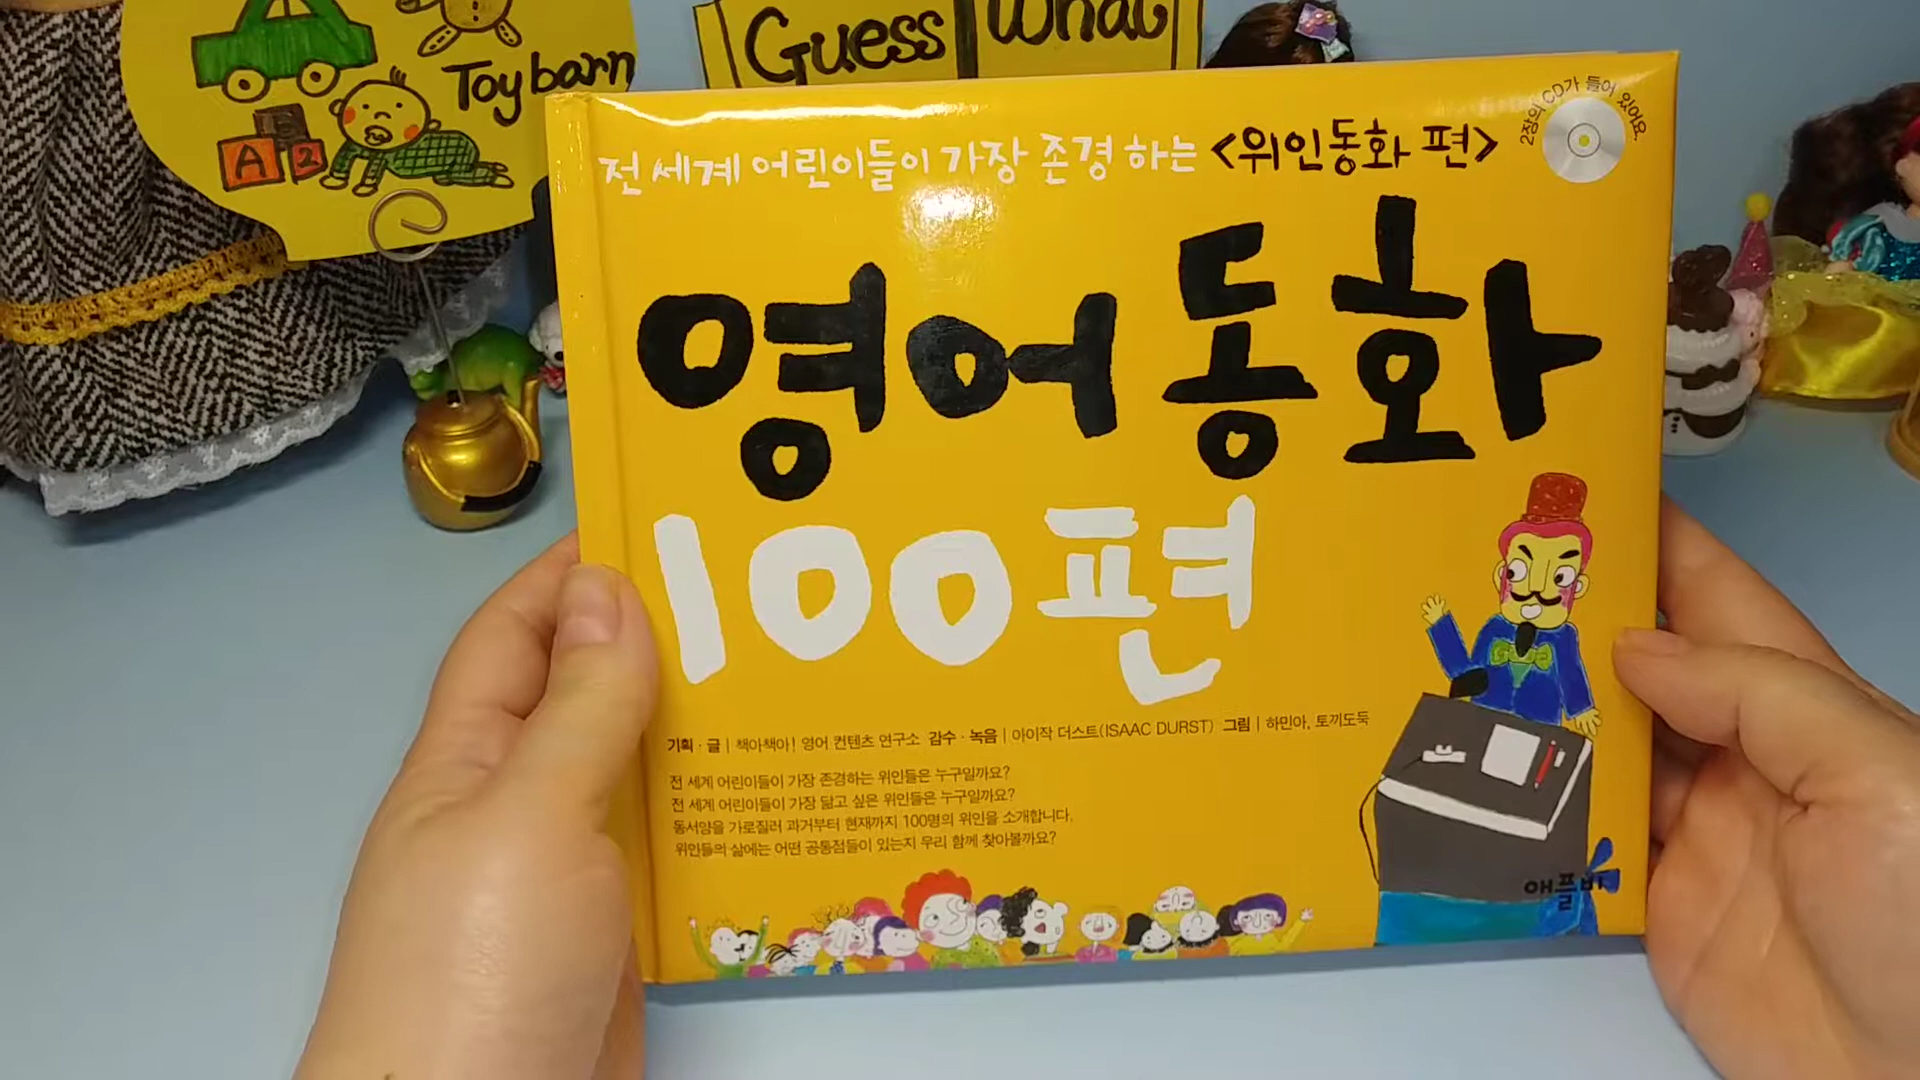 Toy barn
A
2
Guess What
2장의 CD가 들어 있어요.
전 세계 어린이들이 가장 존경 하는 <위인동화 편>
영어동화
100편
기획 · 글 | 책아책아! 영어 컨텐츠 연구소 감수 · 녹음 | 아이작 더스트(ISAAC DURST) 그림 | 하민아, 토끼도둑
전 세계 어린이들이 가장 존경하는 위인들은 누구일까요?
전 세계 어린이들이 가장 닮고 싶은 위인들은 누구일까요?
동서양을 가로질러 과거부터 현재까지 100명의 위인을 소개합니다.
위인들의 삶에는 어떤 공통점들이 있는지 우리 함께 찾아볼까요?
애플비